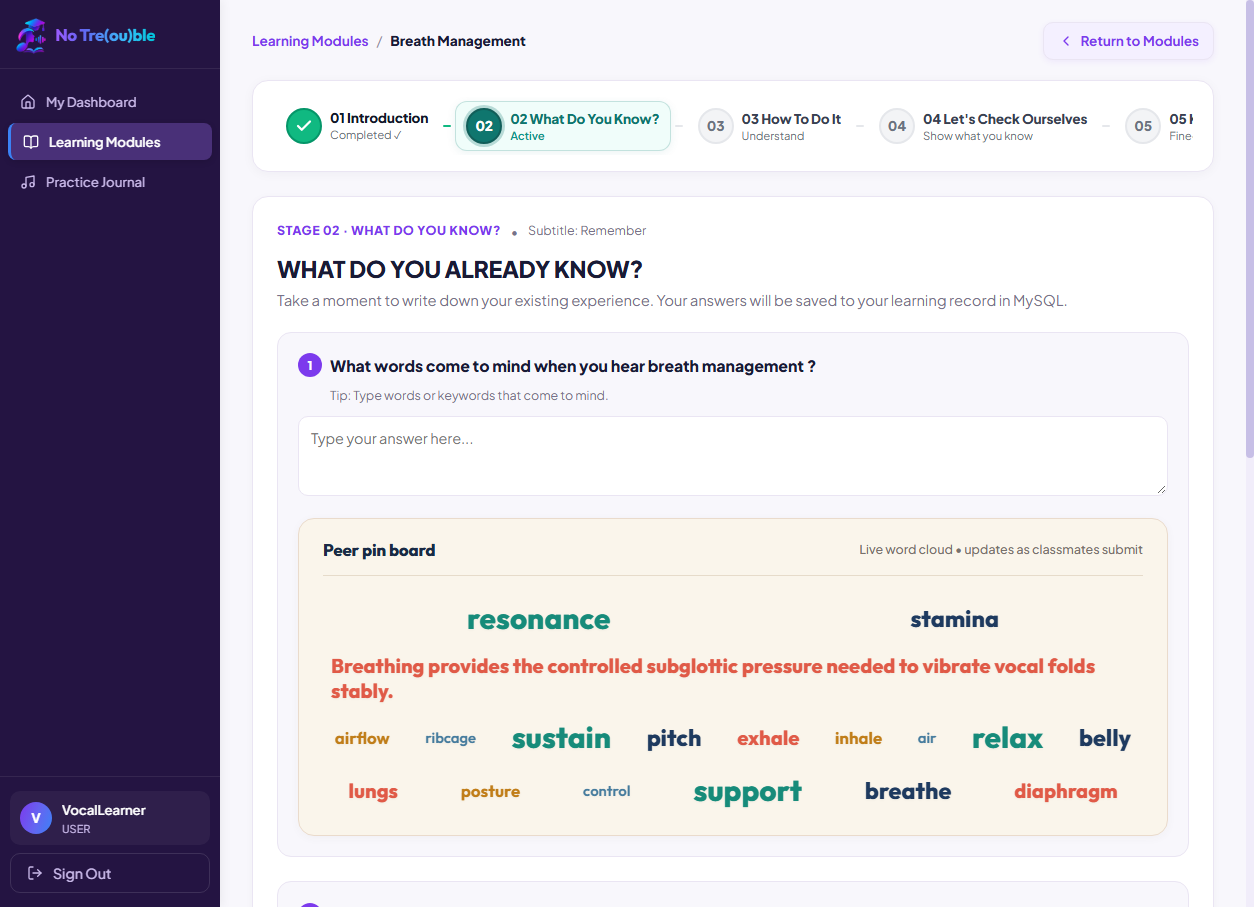 No Tre(ou)ble
My Dashboard
Learning Modules
Practice Journal
VocalLearner
V
USER
Sign Out
Learning Modules / Breath Management
Return to Modules
01 Introduction
Completed ✓
02
02 What Do You Know?
Active
03
03 How To Do It
Understand
04
04 Let's Check Ourselves
Show what you know
05
05
Fine
STAGE 02 · WHAT DO YOU KNOW? • Subtitle: Remember
WHAT DO YOU ALREADY KNOW?
Take a moment to write down your existing experience. Your answers will be saved to your learning record in MySQL.
1 What words come to mind when you hear breath management ?
Tip: Type words or keywords that come to mind.
Type your answer here...
Peer pin board
Live word cloud • updates as classmates submit
resonance stamina
Breathing provides the controlled subglottic pressure needed to vibrate vocal folds
stably.
airflow ribcage sustain pitch exhale inhale air relax belly
lungs posture control support breathe diaphragm